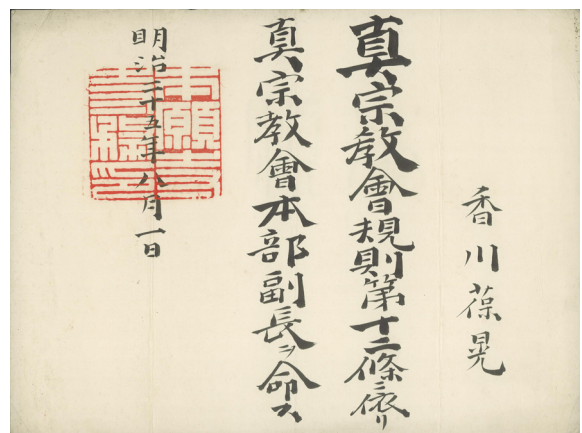 香川葆晃
真宗教會規則第十二條ニ依リ
真宗教會本部副長ヲ命ス
明治三十五年八月一日